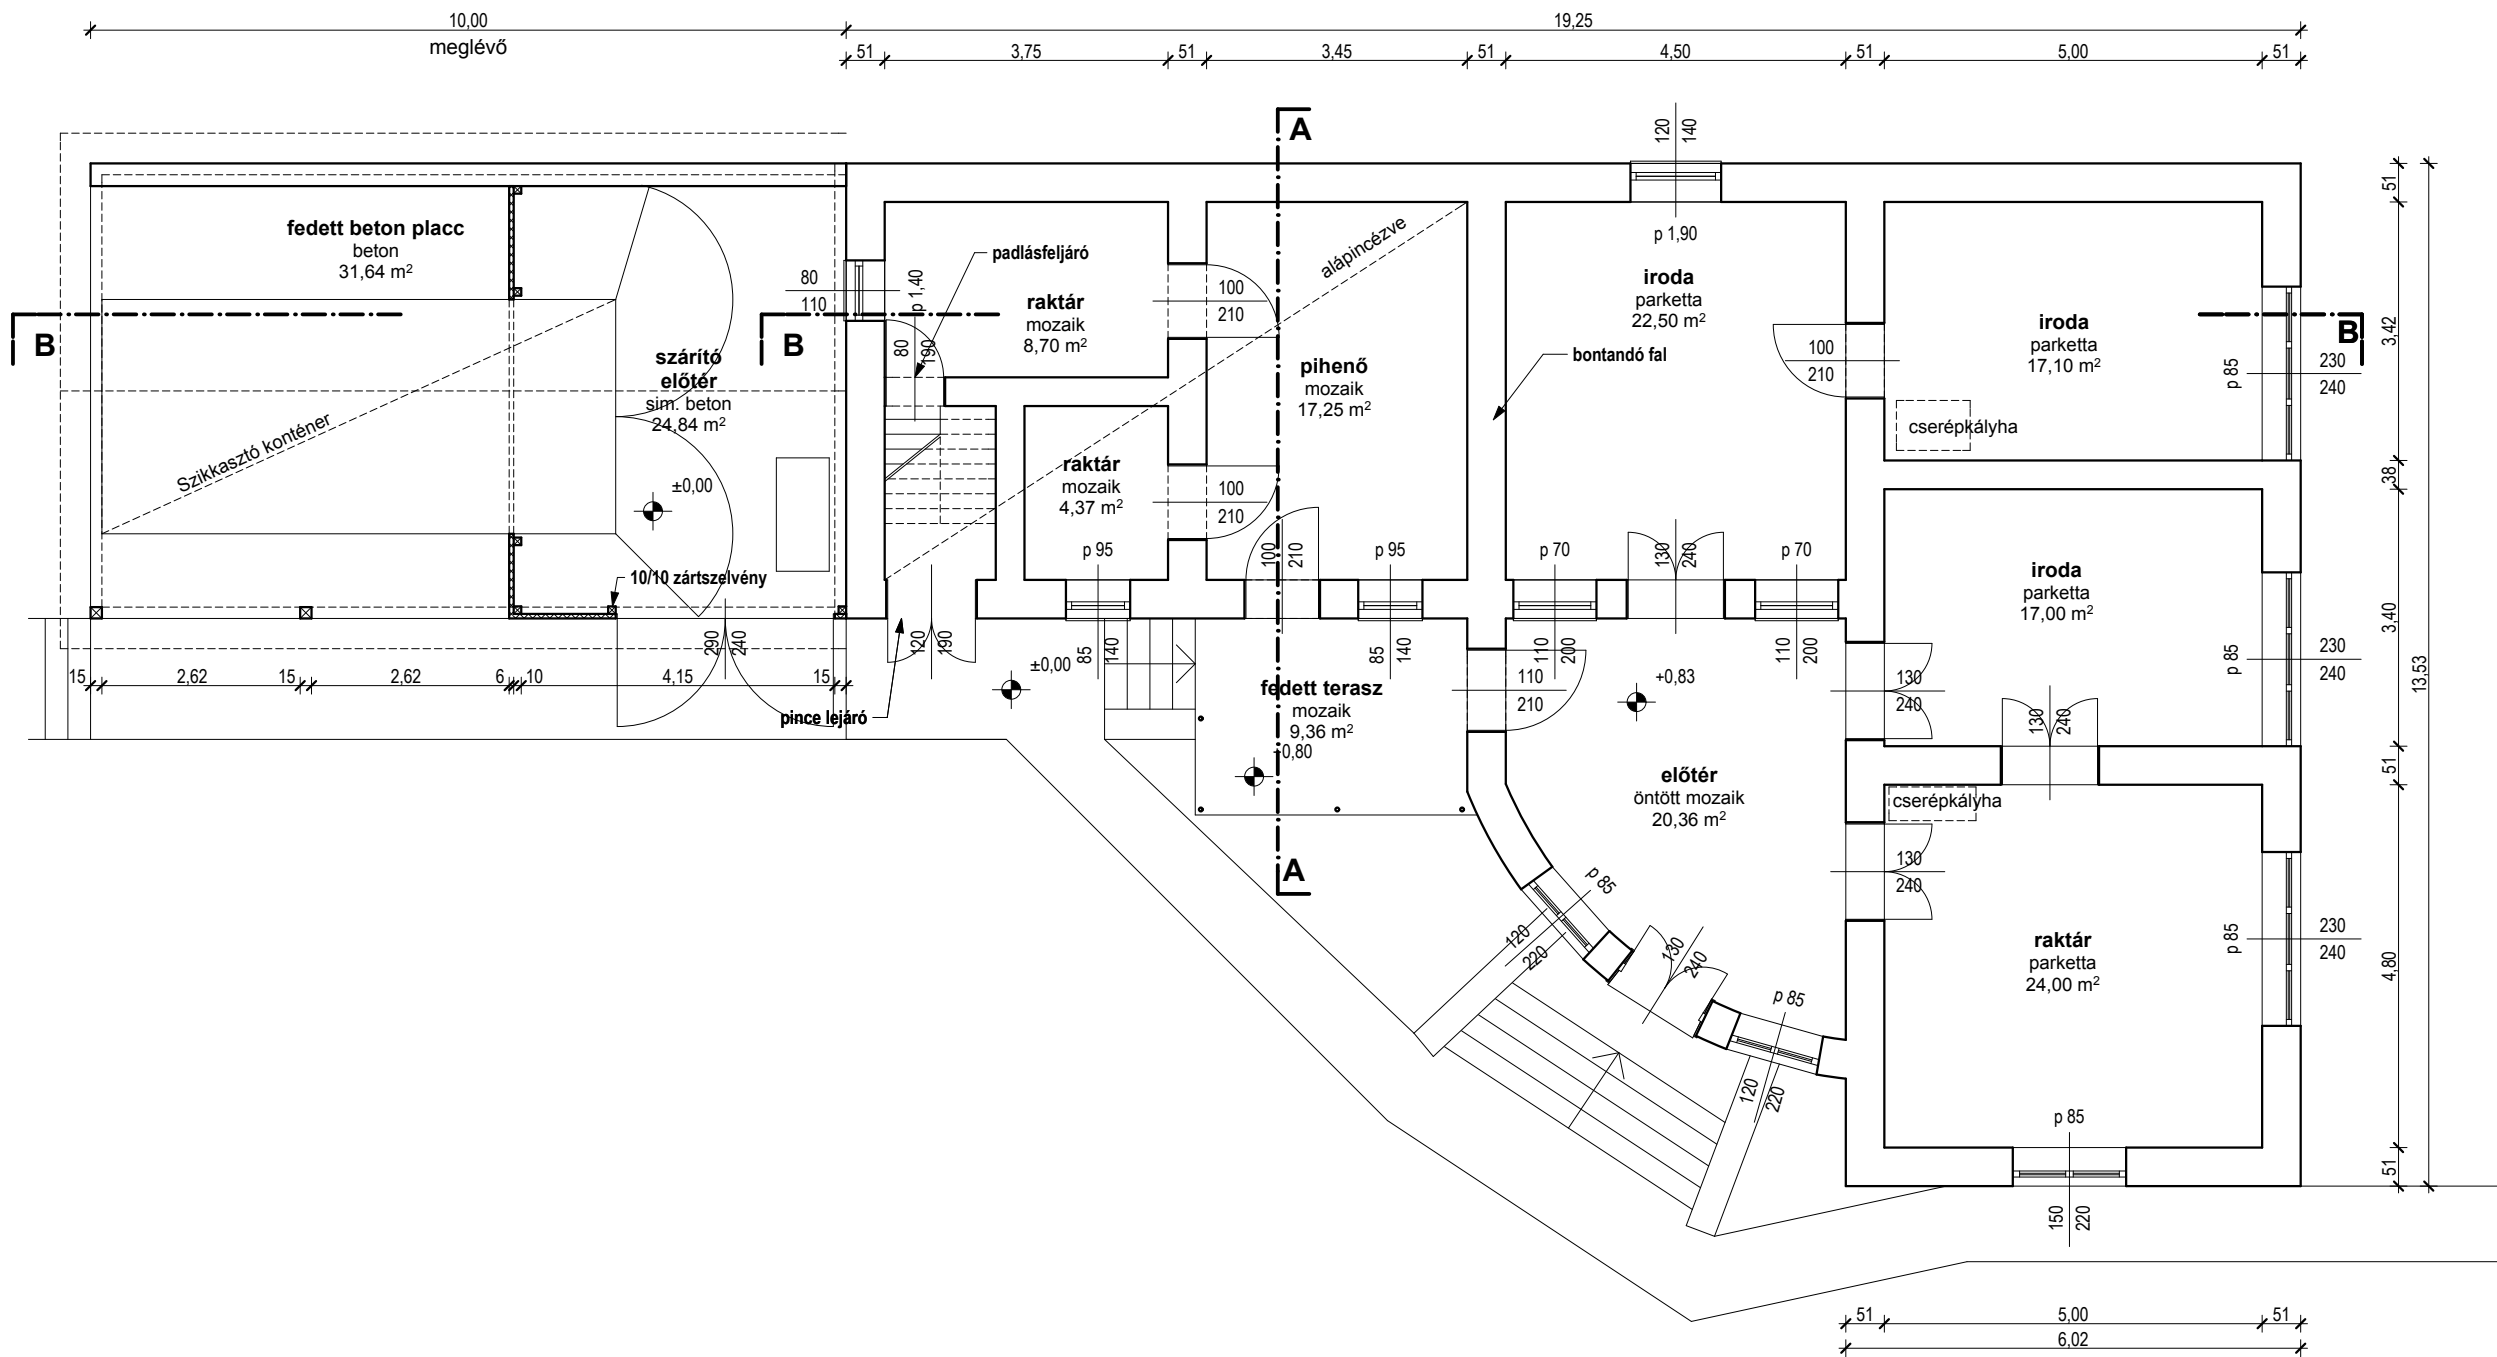 10,00
19,25
meglévő
51
3,75
51
3,45
51
4,50
51
5,00
51
A
120
140
51
fedett beton placc
beton
31,64 m²
padlásfeljáró
alápincézve
p 1,90
80
110
p 1,40
100
210
iroda
parketta
22,50 m²
raktár
mozaik
8,70 m²
iroda
parketta
17,10 m²
B
B
B
80
190
szárító
előtér
sim. beton
24,84 m²
pihenő
mozaik
17,25 m²
bontandó fal
100
210
p 85
230
240
3,42
Szikkasztó konténer
cserépkályha
raktár
mozaik
4,37 m²
±0,00
100
210
38
p 95
100
210
p 95
p 70
130
240
p 70
10/10 zártszelvény
iroda
parketta
17,00 m²
3,40
290
240
120
190
±0,00
85
140
85
140
110
200
110
200
+0,83
p 85
230
240
13,53
15
2,62
15
2,62
6
10
4,15
15
pince lejáró
fedett terasz
mozaik
9,36 m²
+0,80
110
210
130
240
130
240
51
előtér
öntött mozaik
20,36 m²
cserépkályha
130
240
A
p 85
120
220
130
240
raktár
parketta
24,00 m²
p 85
230
240
4,80
p 85
120
220
p 85
51
150
220
51
5,00
51
6,02